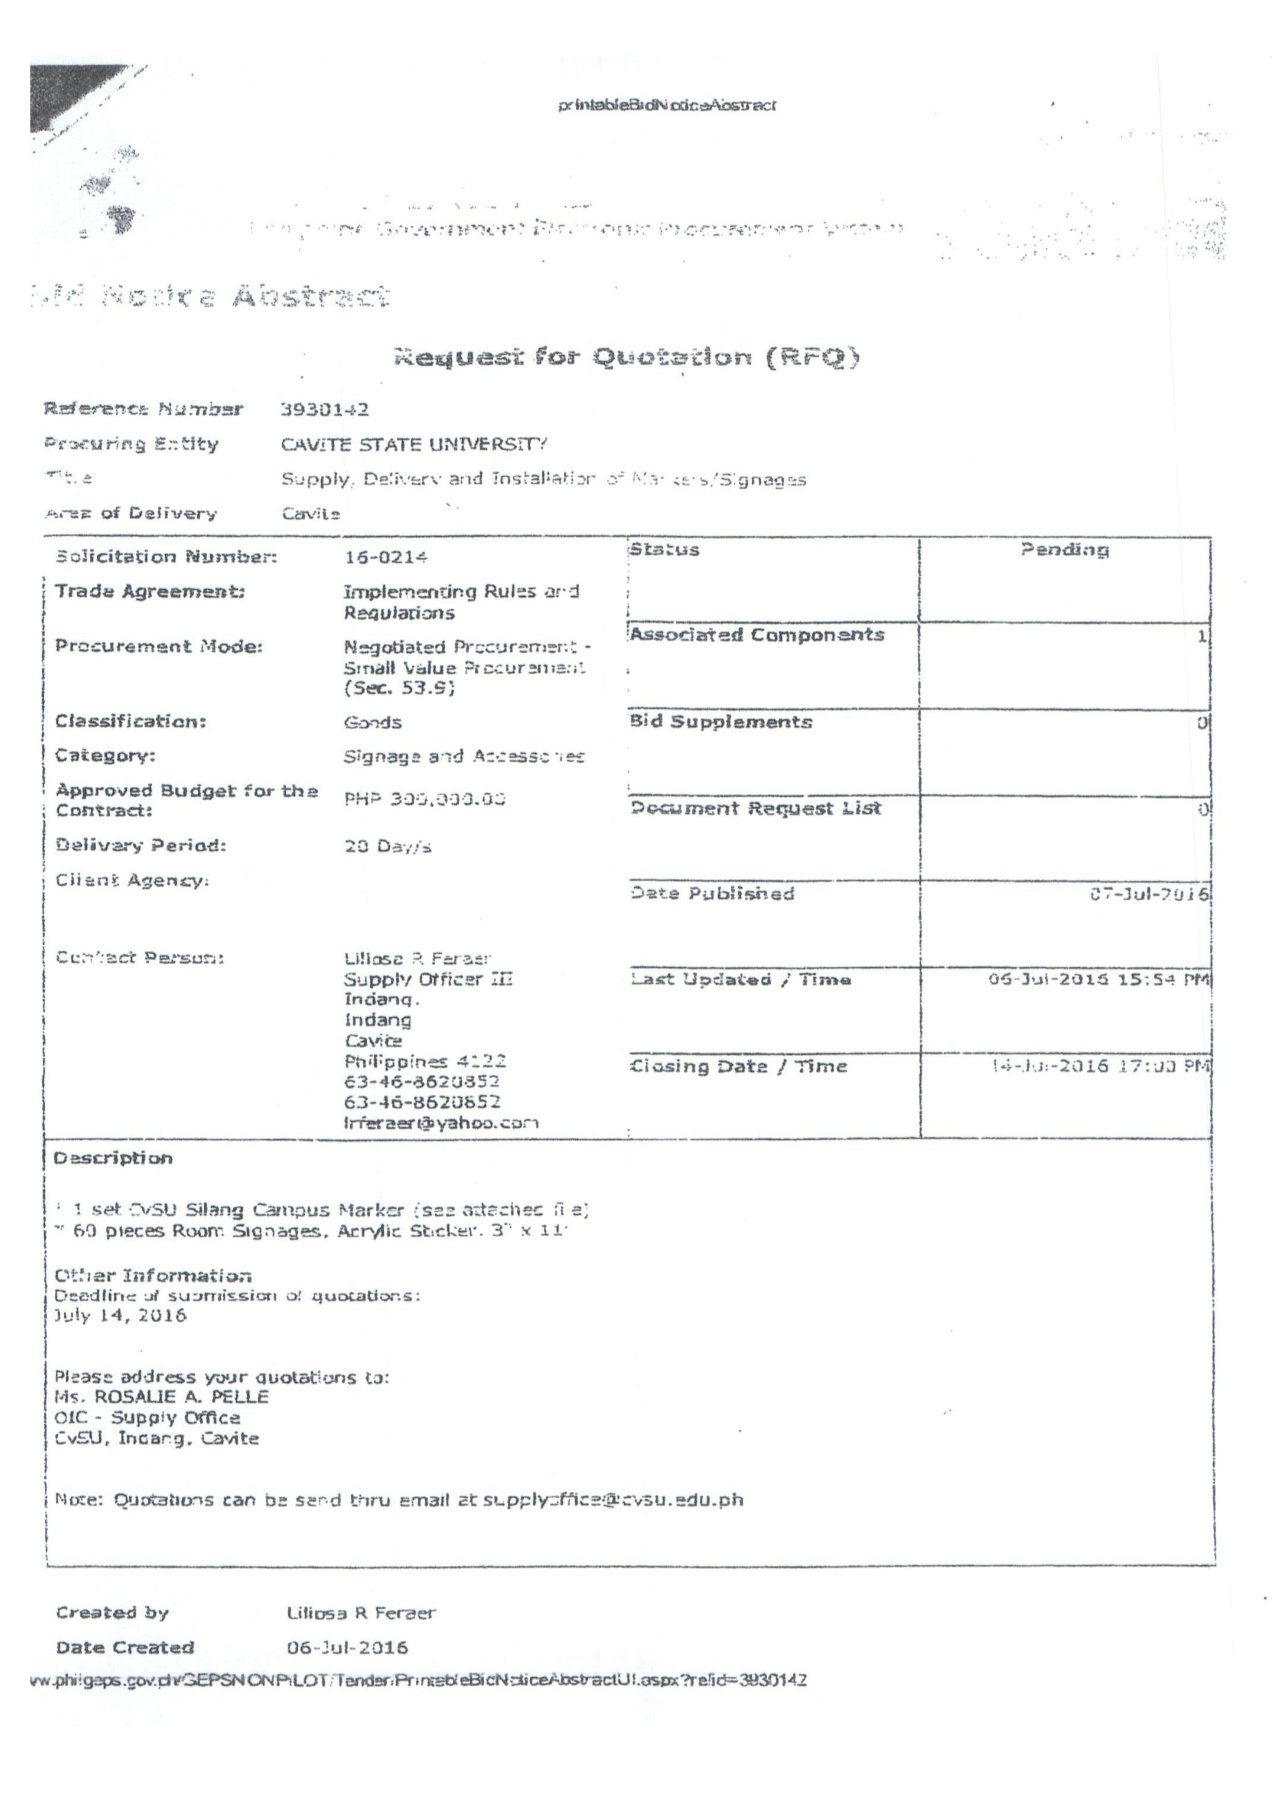 printableBidNoticeAbstract
Government Electronic Procurement System
Bid Notice Abstract
Request for Quotation (RFQ)
Reference Number 3930142
Procuring Entity CAVITE STATE UNIVERSITY
Title Supply, Delivery and Installation of Markers/Signages
Area of Delivery Cavite
Solicitation Number: 16-0214
Trade Agreement: Implementing Rules and
Regulations
Procurement Mode: Negotiated Procurement -
Small Value Procurement
(Sec. 53.9)
Classification: Goods
Category: Signage and Accessories
Approved Budget for the
Contract: PHP 300,000.00
Delivery Period: 20 Day/s
Client Agency:
Contact Person: Liliosa R Feraer
Supply Officer III
Indang.
Indang
Cavite
Philippines 4122
63-46-8620852
63-46-8620852
lrferaer@yahoo.com
Status Pending
Associated Components 1
Bid Supplements 0
Document Request List 0
Date Published 07-Jul-2016
Last Updated / Time 06-Jul-2016 15:54 PM
Closing Date / Time 14-Jul-2016 17:00 PM
Description
* 1 set CvSU Silang Campus Marker (see attached file)
* 60 pieces Room Signages, Acrylic Sticker. 3" x 11"
Other Information
Deadline of submission of quotations:
July 14, 2016
Please address your quotations to:
Ms. ROSALIE A. PELLE
OIC - Supply Office
CvSU, Indang, Cavite
Note: Quotations can be send thru email at supplyoffice@cvsu.edu.ph
Created by Liliosa R Feraer
Date Created 06-Jul-2016
ww.philgeps.gov.ph/GEPSNONPILOT/Tender/PrintableBidNoticeAbstractUI.aspx?refid=3930142